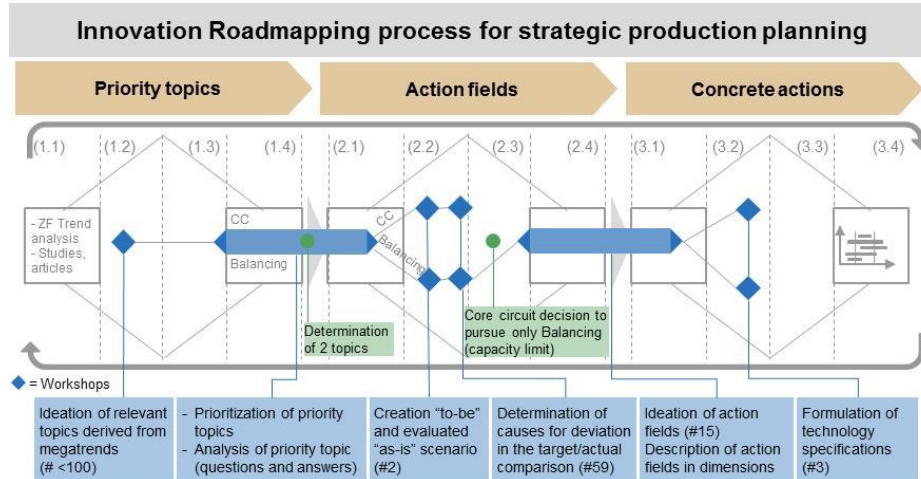 Innovation Roadmapping process for strategic production planning
Priority topics
Action fields
Concrete actions
(1.1)
(1.2)
(1.3)
(1.4)
(2.1)
(2.2)
(2.3)
(2.4)
(3.1)
(3.2)
(3.3)
(3.4)
- ZF Trend
analysis
- Studies,
articles
CC
Balancing
CC
Balancing
Determination
of 2 topics
Core circuit decision to
pursue only Balancing
(capacity limit)
= Workshops
Ideation of relevant
topics derived from
megatrends
(# <100)
- Prioritization of priority
topics
- Analysis of priority topic
(questions and answers)
Creation “to-be”
and evaluated
“as-is” scenario
(#2)
Determination of
causes for deviation
in the target/actual
comparison (#59)
Ideation of action
fields (#15)
Description of action
fields in dimensions
Formulation of
technology
specifications
(#3)